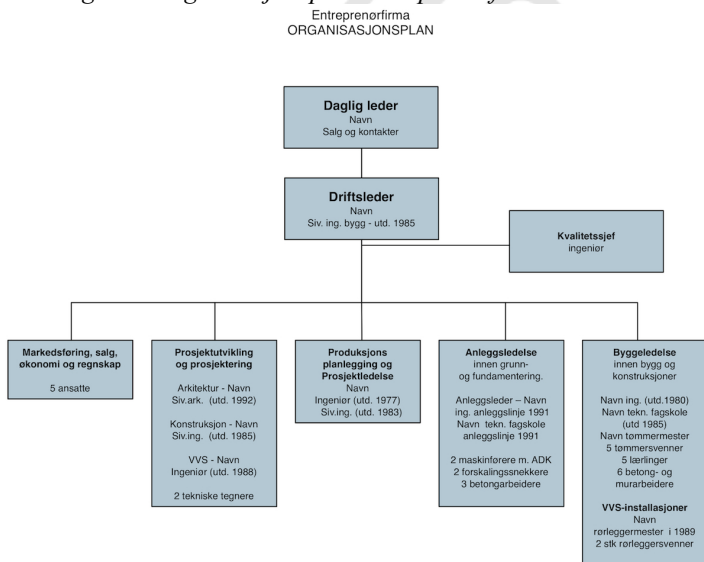 Entreprenørfirma
ORGANISASJONSPLAN
Daglig leder
Navn
Salg og kontakter
Driftsleder
Navn
Siv. ing. bygg - utd. 1985
Kvalitetssjef
ingeniør
Markedsføring, salg,
økonomi og regnskap
5 ansatte
Prosjektutvikling
og prosjektering
Arkitektur - Navn
Siv.ark. (utd. 1992)
Konstruksjon - Navn
Siv.ing. (utd. 1985)
VVS - Navn
Ingeniør (utd. 1988)
2 tekniske tegnere
Produksjons
planlegging og
Prosjektledelse
Navn
Ingeniør (utd. 1977)
Siv.ing. (utd. 1983)
Anleggsledelse
innen grunn-
og fundamentering.
Anleggsleder – Navn
ing. anleggslinje 1991
Navn tekn. fagskole
anleggslinje 1991
2 maskinførere m. ADK
2 forskalingssnekkere
3 betongarbeidere
Byggeledelse
innen bygg og
konstruksjoner
Navn ing. (utd.1980)
Navn tekn. fagskole
(utd 1985)
Navn tømmermester
5 tømmersvenner
5 lærlinger
6 betong- og
murarbeidere
VVS-installasjoner
Navn
rørleggermester i 1989
2 stk rørleggersvenner